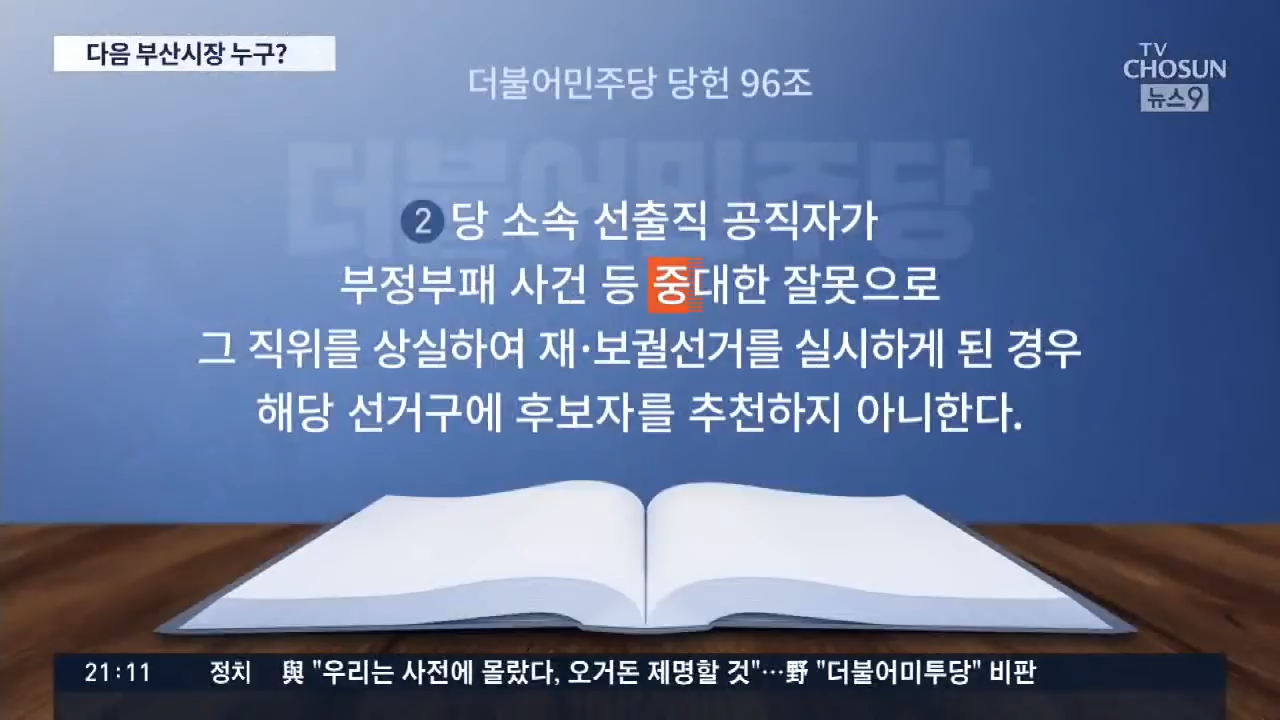 다음 부산시장 누구?
TV
CHOSUN
뉴스9
더불어민주당 당헌 96조
더불어민주당
2 당 소속 선출직 공직자가
부정부패 사건 등 중대한 잘못으로
그 직위를 상실하여 재·보궐선거를 실시하게 된 경우
해당 선거구에 후보자를 추천하지 아니한다.
21:11 정치 與 "우리는 사전에 몰랐다, 오거돈 제명할 것"…野 "더불어미투당" 비판